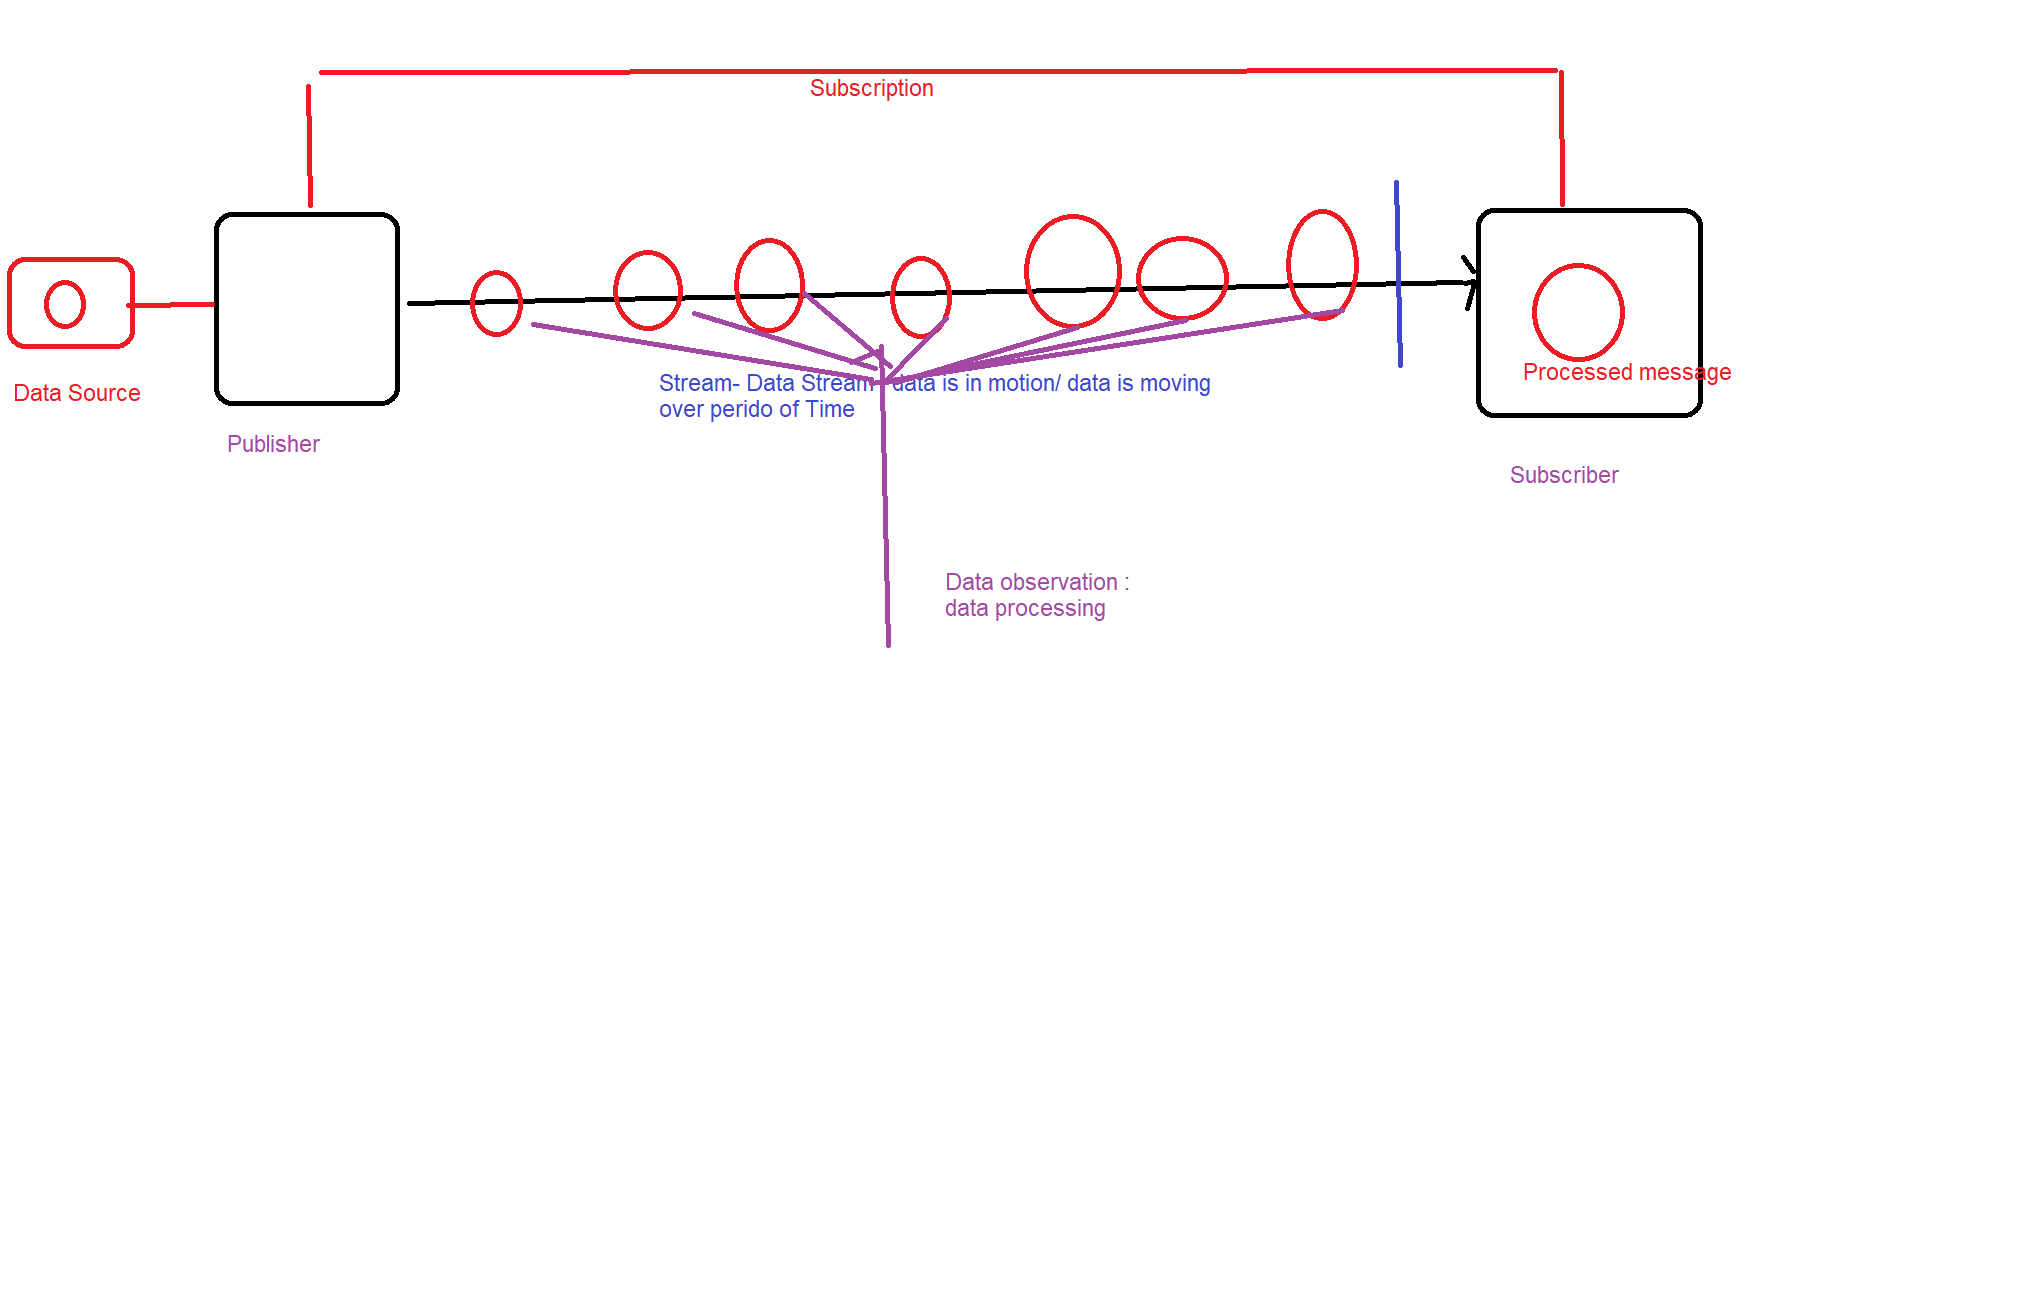 Subscription
Data Source
Publisher
Stream- Data Stream - data is in motion/ data is moving
over perido of Time
Processed message
Subscriber
Data observation :
data processing